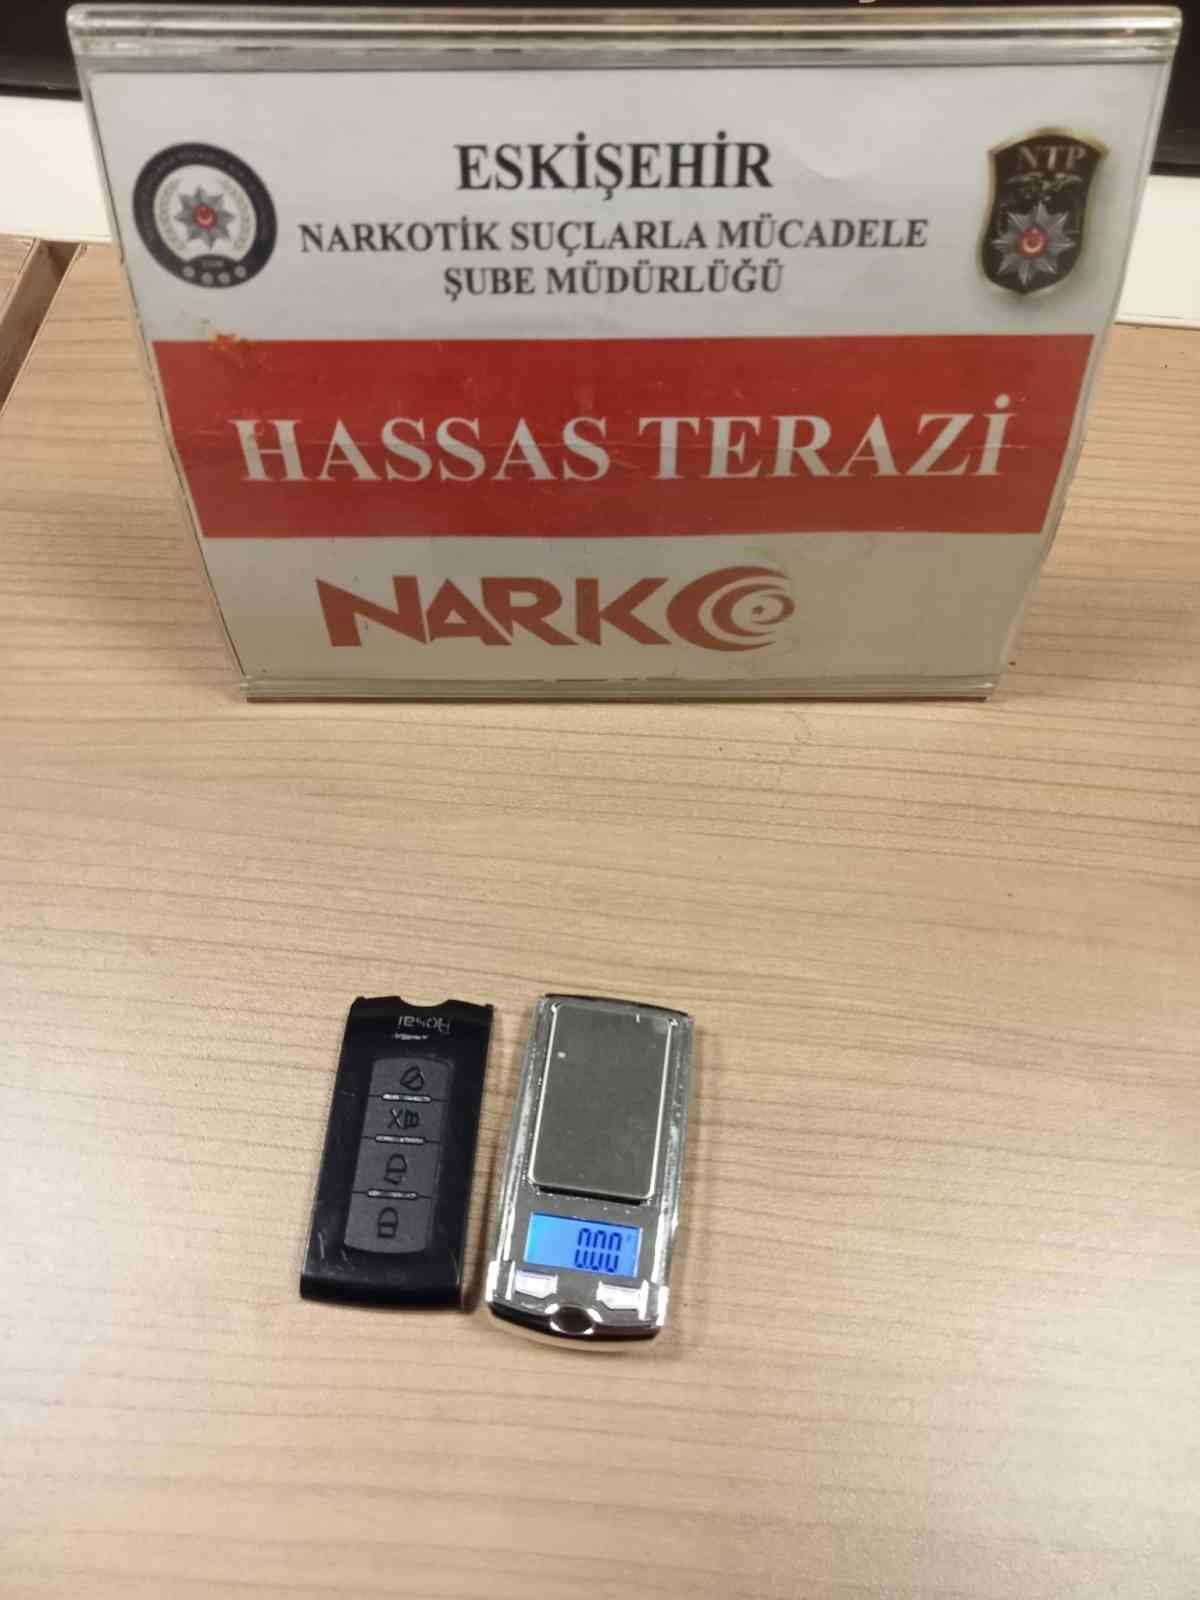 ESKİŞEHİR
NTP
NARKOTİK SUÇLARLA MÜCADELE
ŞUBE MÜDÜRLÜĞÜ
HASSAS TERAZİ
NARKO
0.00